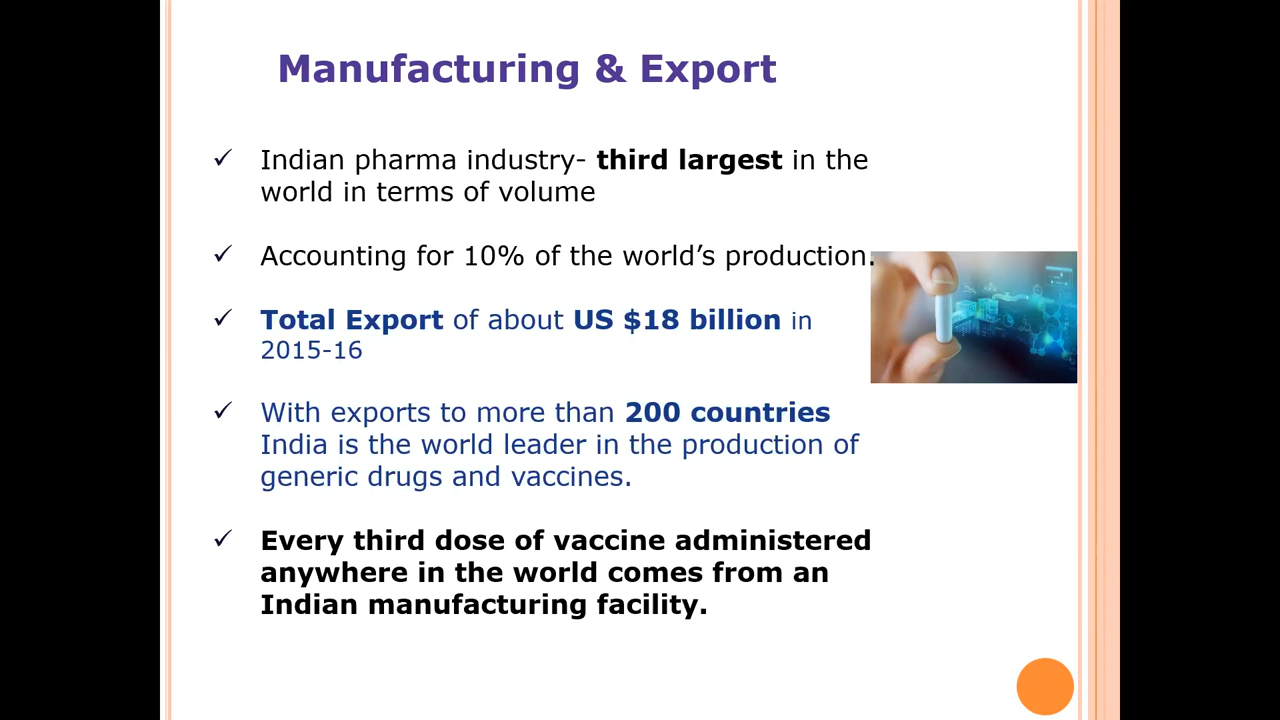 Manufacturing & Export
✓ Indian pharma industry- third largest in the
world in terms of volume
✓ Accounting for 10% of the world’s production.
✓ Total Export of about US $18 billion in
2015-16
✓ With exports to more than 200 countries
India is the world leader in the production of
generic drugs and vaccines.
✓ Every third dose of vaccine administered
anywhere in the world comes from an
Indian manufacturing facility.